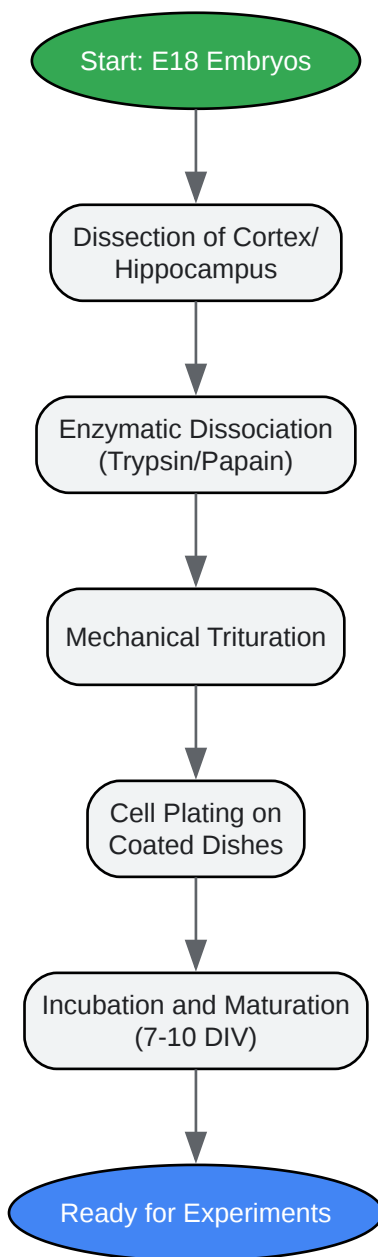 Start: E18 Embryos
Dissection of Cortex/
Hippocampus
Enzymatic Dissociation
(Trypsin/Papain)
Mechanical Trituration
Cell Plating on
Coated Dishes
Incubation and Maturation
(7-10 DIV)
Ready for Experiments